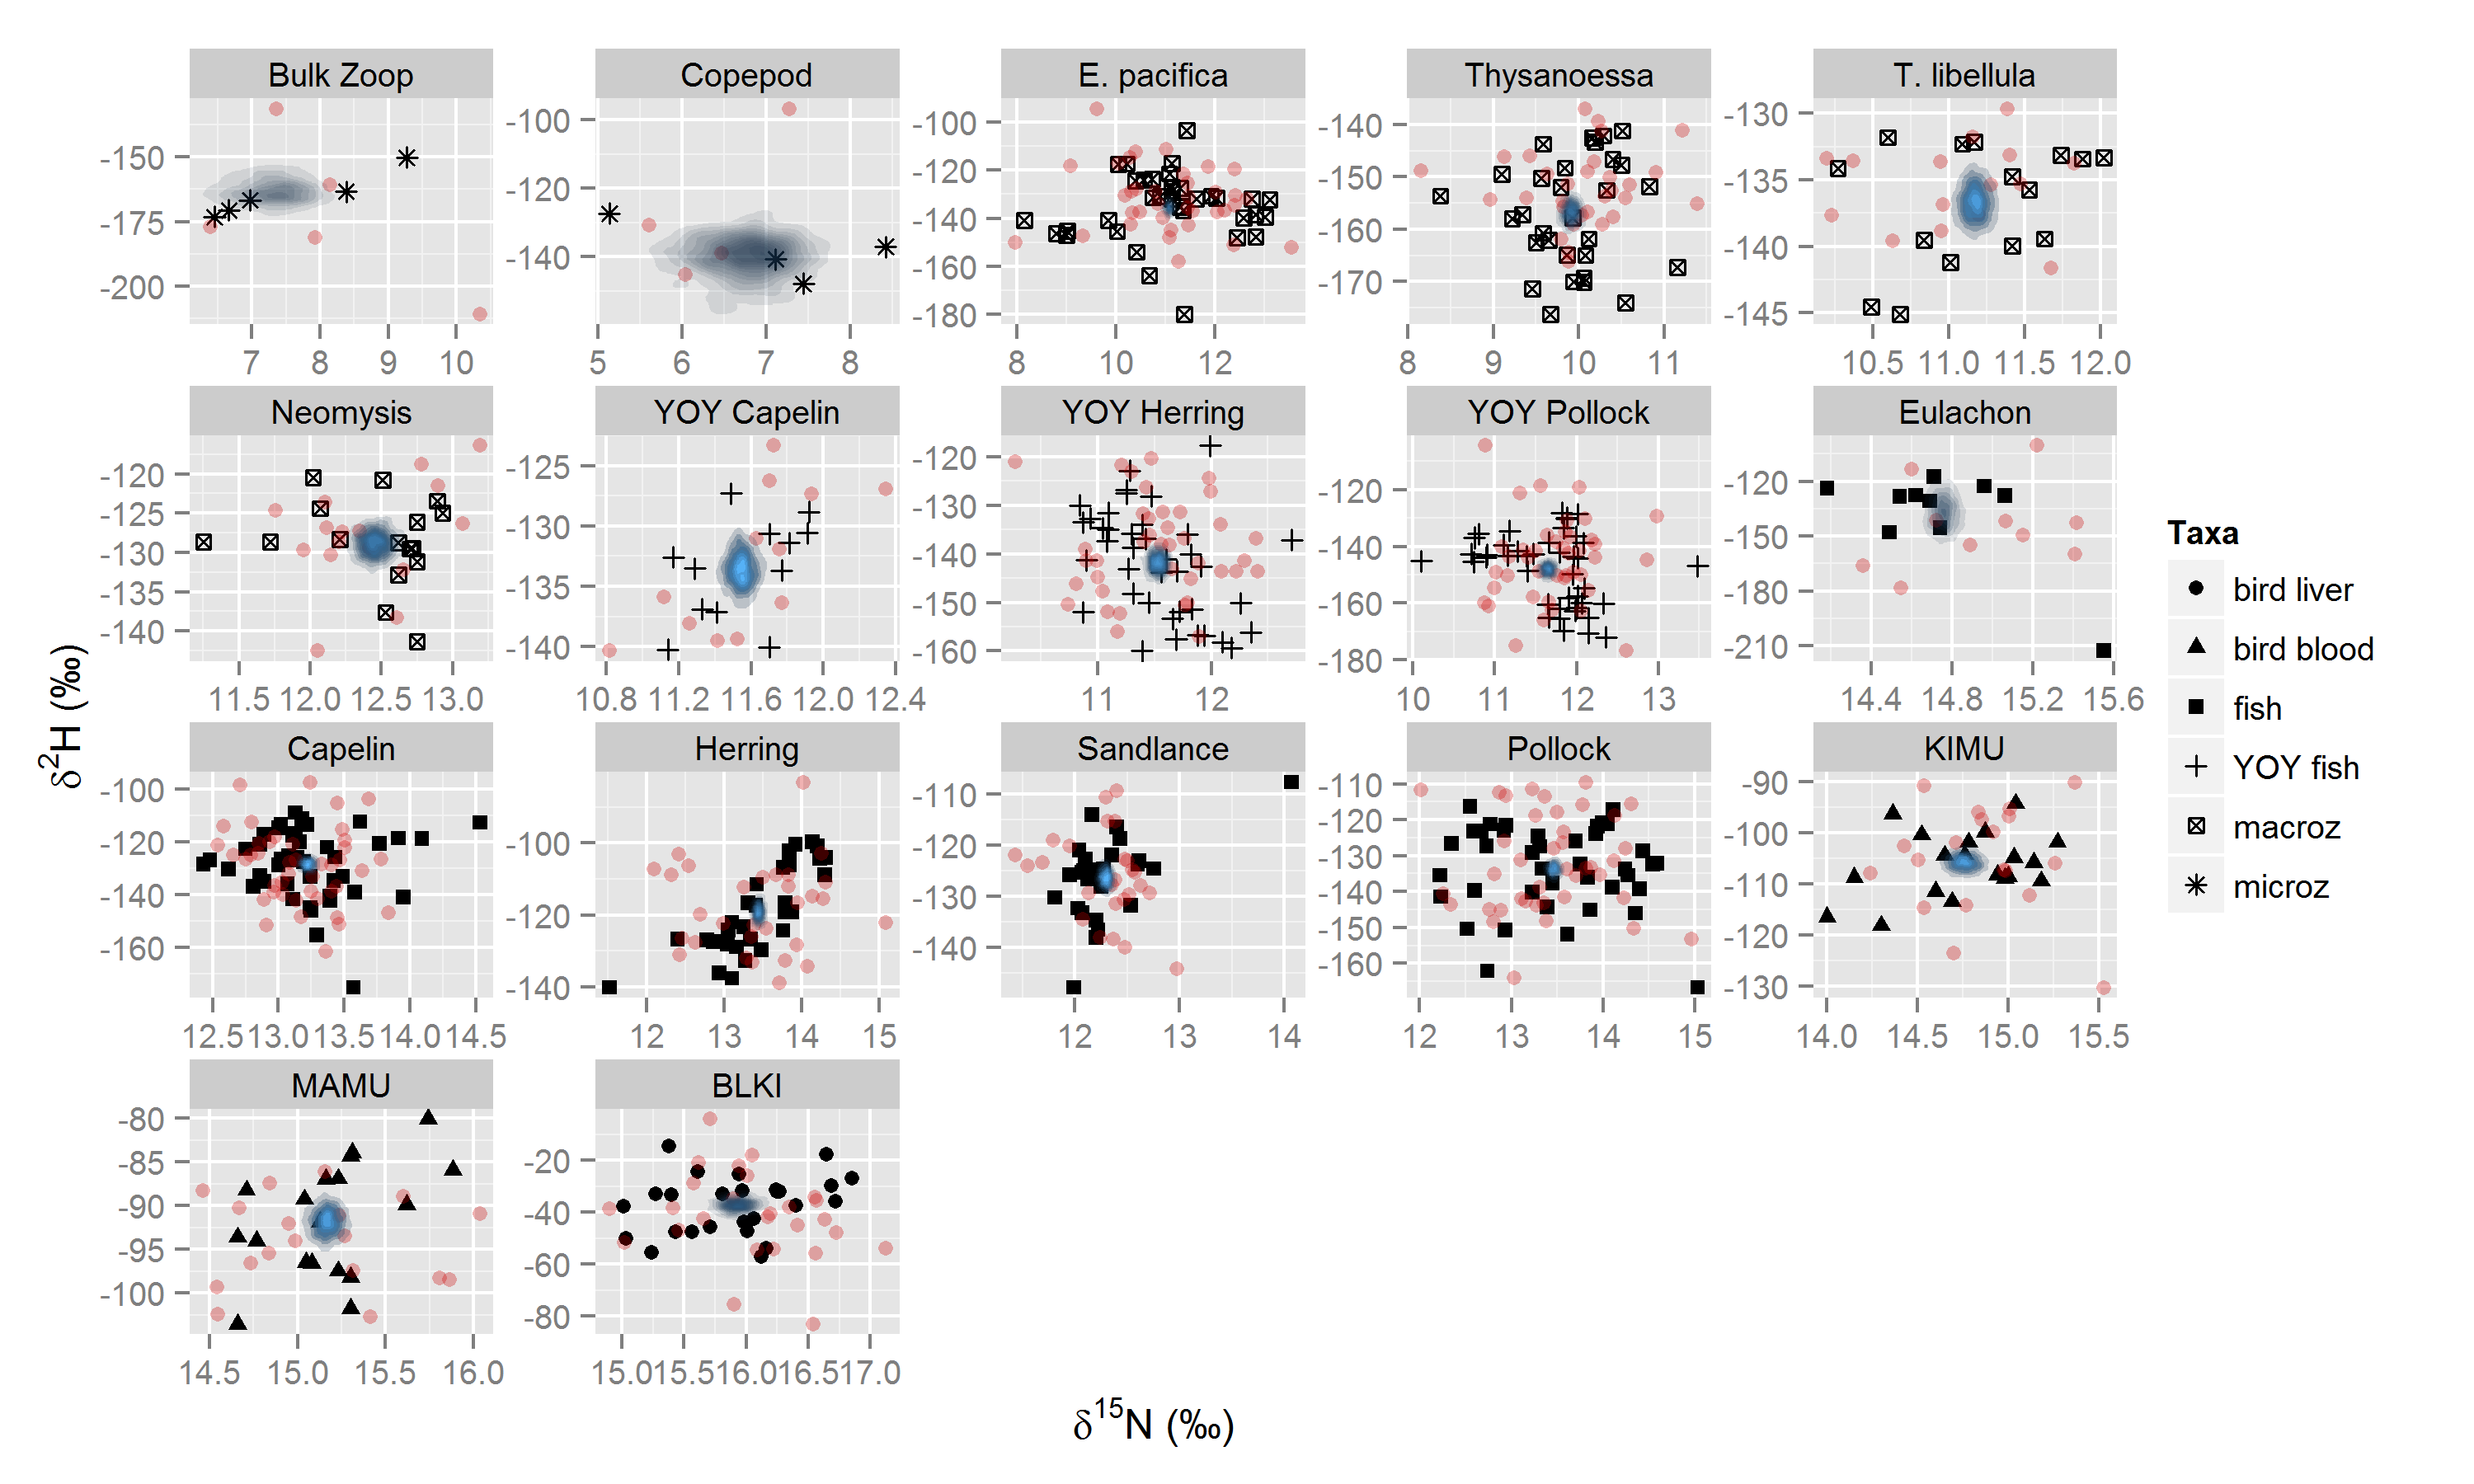 Bulk Zoop Copepod E. pacifica Thysanoessa T. libellula
-150 -175 -200
7 8 9 10
-100 -120 -140
5 6 7 8
-100 -120 -140 -160 -180
8 10 12
-140 -150 -160 -170
8 9 10 11
-130 -135 -140 -145
10.5 11.0 11.5 12.0
Neomysis YOY Capelin YOY Herring YOY Pollock Eulachon
-120 -125 -130 -135 -140
11.5 12.0 12.5 13.0
-125 -130 -135 -140
10.8 11.2 11.6 12.0 12.4
-120 -130 -140 -150 -160
11 12
-120 -140 -160 -180
10 11 12 13
-120 -150 -180 -210
14.4 14.8 15.2 15.6
Capelin Herring Sandlance Pollock KIMU
-100 -120 -140 -160
12.5 13.0 13.5 14.0 14.5
-100 -120 -140
12 13 14 15
-110 -120 -130 -140
12 13 14
-110 -120 -130 -140 -150 -160
12 13 14 15
-90 -100 -110 -120 -130
14.0 14.5 15.0 15.5
MAMU BLKI
-80 -85 -90 -95 -100
14.5 15.0 15.5 16.0
-20 -40 -60 -80
15.0 15.5 16.0 16.5 17.0
δ²H (‰)
δ¹⁵N (‰)
Taxa
bird liver
bird blood
fish
YOY fish
macroz
microz